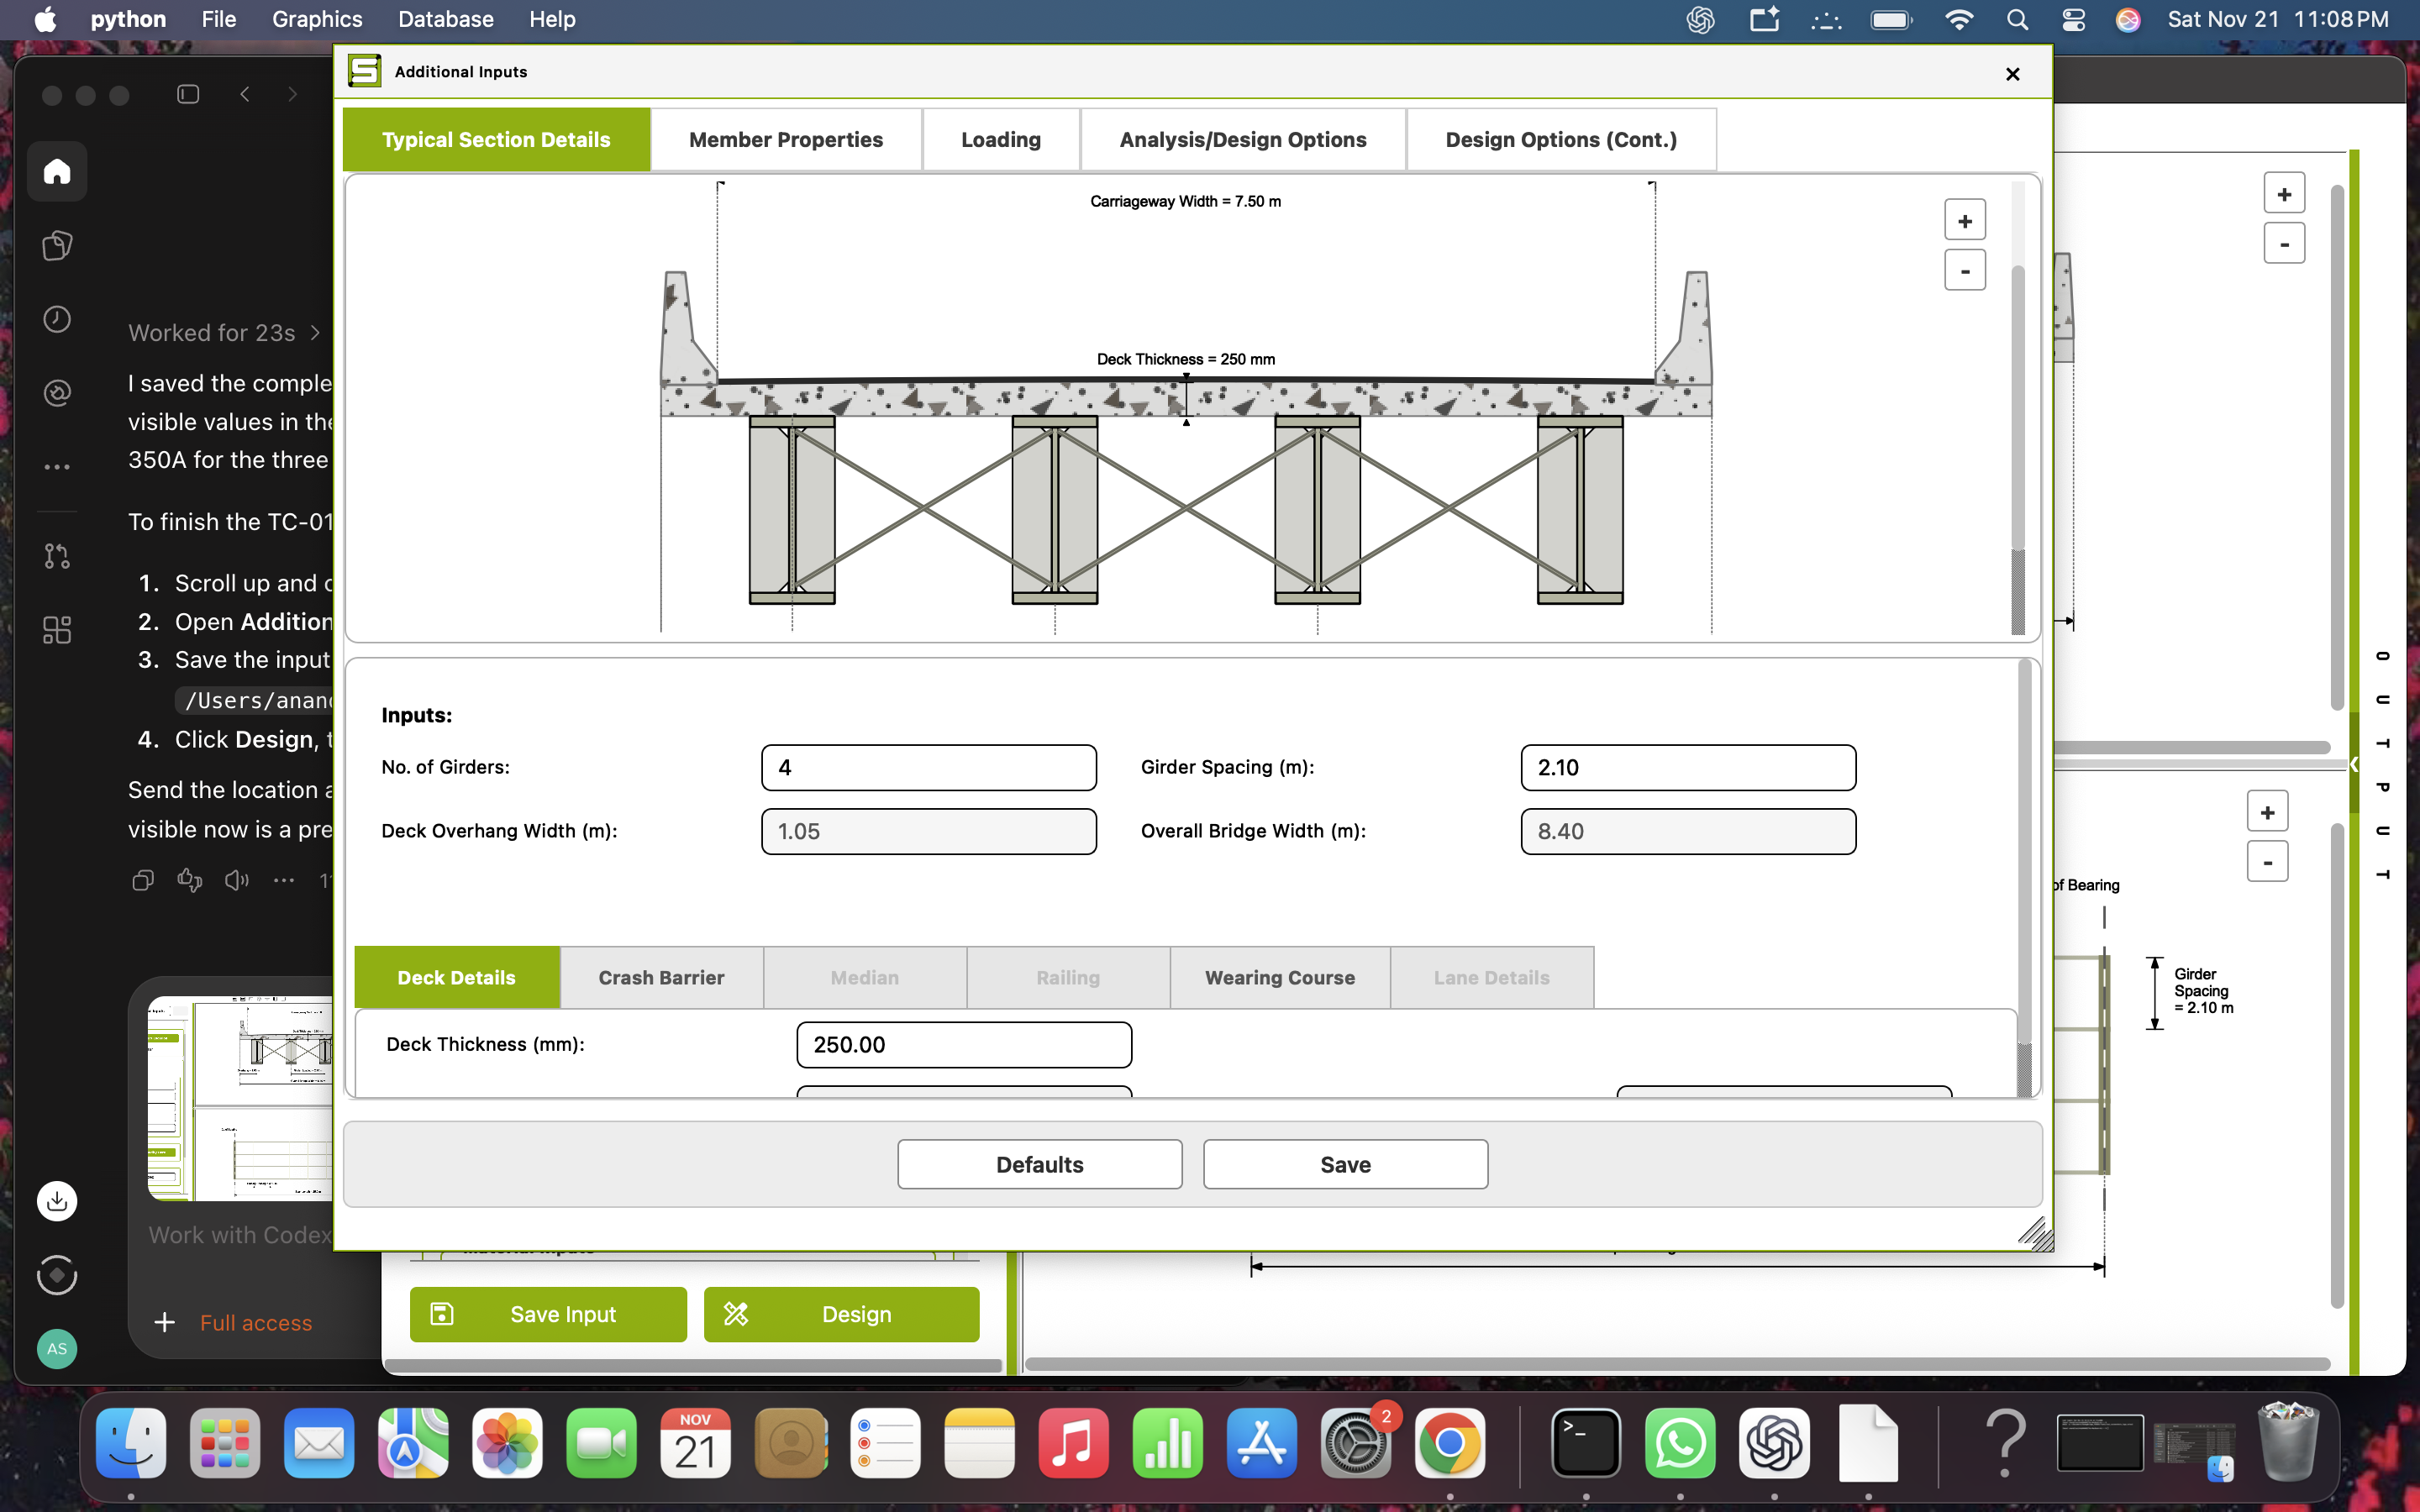 python File Graphics Database Help Sat Nov 21 11:08 PM
Additional Inputs
Typical Section Details Member Properties Loading Analysis/Design Options Design Options (Cont.)
Carriageway Width = 7.50 m
+
-
Deck Thickness = 250 mm
Inputs:
No. of Girders: 4 Girder Spacing (m): 2.10
Deck Overhang Width (m): 1.05 Overall Bridge Width (m): 8.40
Deck Details Crash Barrier Median Railing Wearing Course Lane Details
Deck Thickness (mm): 250.00
Defaults Save
Worked for 23s >
I saved the comple
visible values in the
350A for the three
To finish the TC-01
1. Scroll up and
2. Open Addition
3. Save the input
/Users/anand
4. Click Design,
Send the location
visible now is a pre
Work with Codex
+ Full access
AS
Save Input Design
+
-
OUTPUT
+
-
of Bearing
Girder
Spacing
= 2.10 m
NOV
21
2